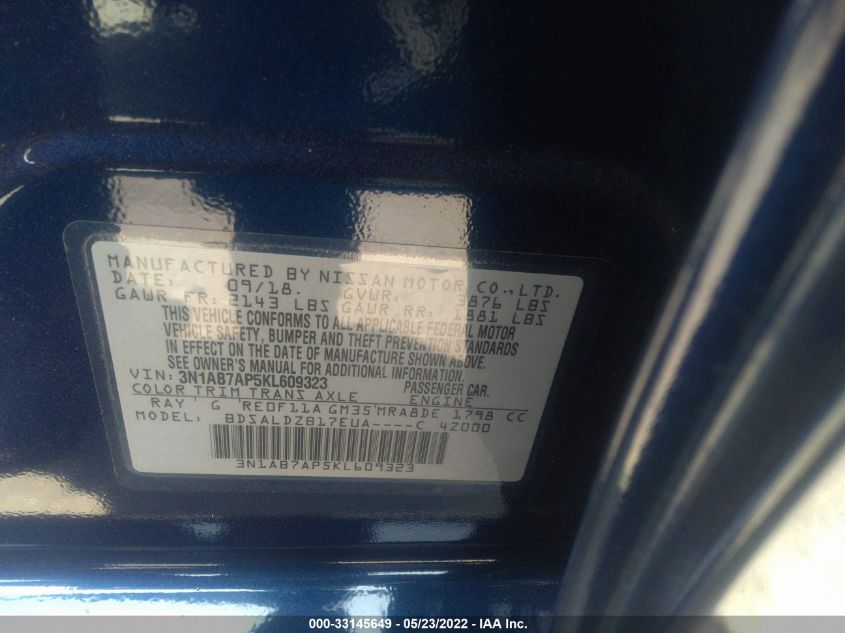 MANUFACTURED BY NISSAN MOTOR CO., LTD.
DATE: 09/18. GVWR: 3876 LBS
GAWR FR: 2143 LBS GAWR RR: 1881 LBS
THIS VEHICLE CONFORMS TO ALL APPLICABLE FEDERAL MOTOR
VEHICLE SAFETY, BUMPER AND THEFT PREVENTION STANDARDS
IN EFFECT ON THE DATE OF MANUFACTURE SHOWN ABOVE.
SEE OWNER'S MANUAL FOR ADDITIONAL INFORMATION.
VIN: 3N1AB7AP5KL609323 PASSENGER CAR.
COLOR TRIM TRANS AXLE ENGINE
RAY G RE0F11A GM35 MRA8DE 1798 CC
MODEL: BDSALDZB17EUA----C 4Z000
3N1AB7AP5KL609323
000-33145649 - 05/23/2022 - IAA Inc.